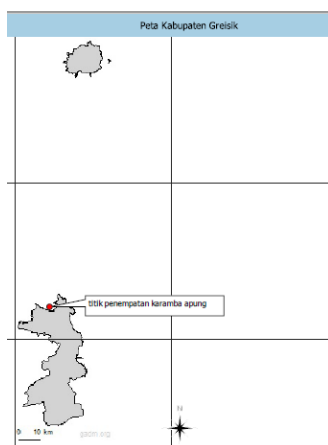 Peta Kabupaten Greisik
titik penempatan karamba apung
N
0 10 km